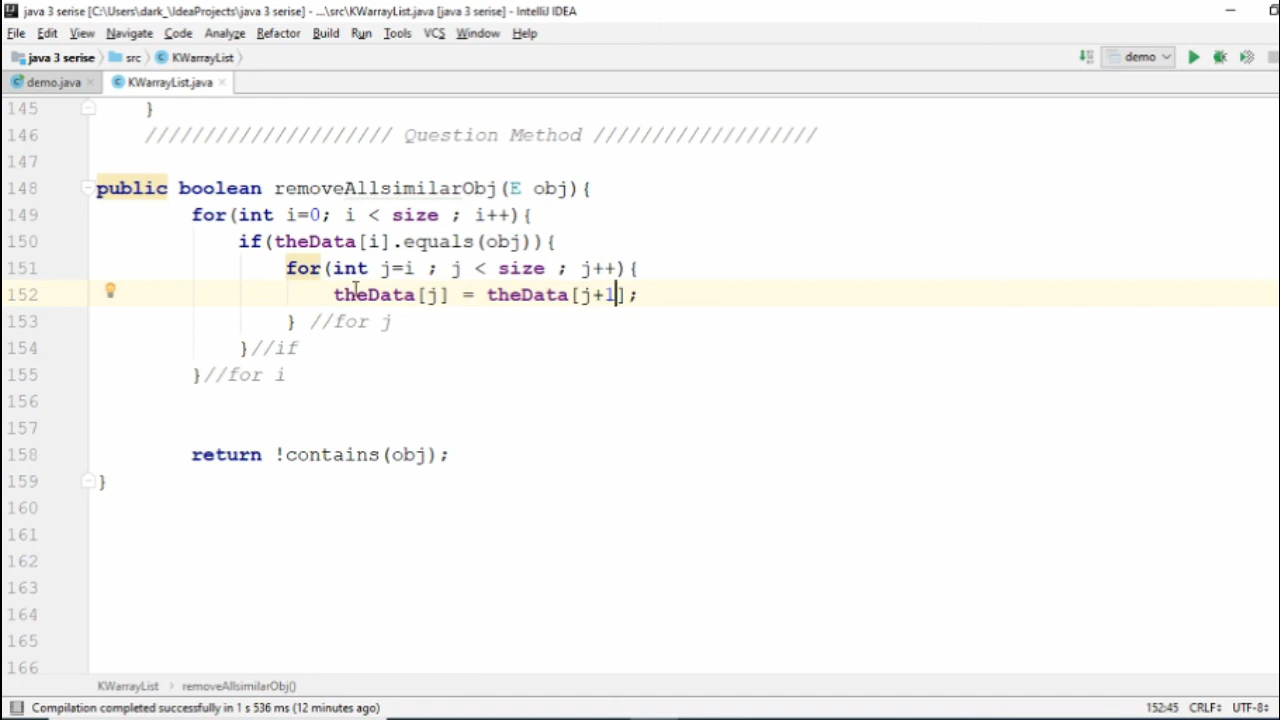 java 3 serise [C:\Users\dark_\IdeaProjects\java 3 serise] - ...\src\KWarrayList.java [java 3 serise] - IntelliJ IDEA
File Edit View Navigate Code Analyze Refactor Build Run Tools VCS Window Help
java 3 serise src KWarrayList demo
demo.java KWarrayList.java
145 }
146 ///////////////////// Question Method ///////////////////
147
148 public boolean removeAllsimilarObj(E obj){
149 for(int i=0; i < size ; i++){
150 if(theData[i].equals(obj)){
151 for(int j=i ; j < size ; j++){
152 theData[j] = theData[j+1];
153 } //for j
154 }//if
155 }//for i
156
157
158 return !contains(obj);
159 }
160
161
162
163
164
165
166
KWarrayList removeAllsimilarObj()
Compilation completed successfully in 1 s 536 ms (12 minutes ago) 152:45 CRLF UTF-8